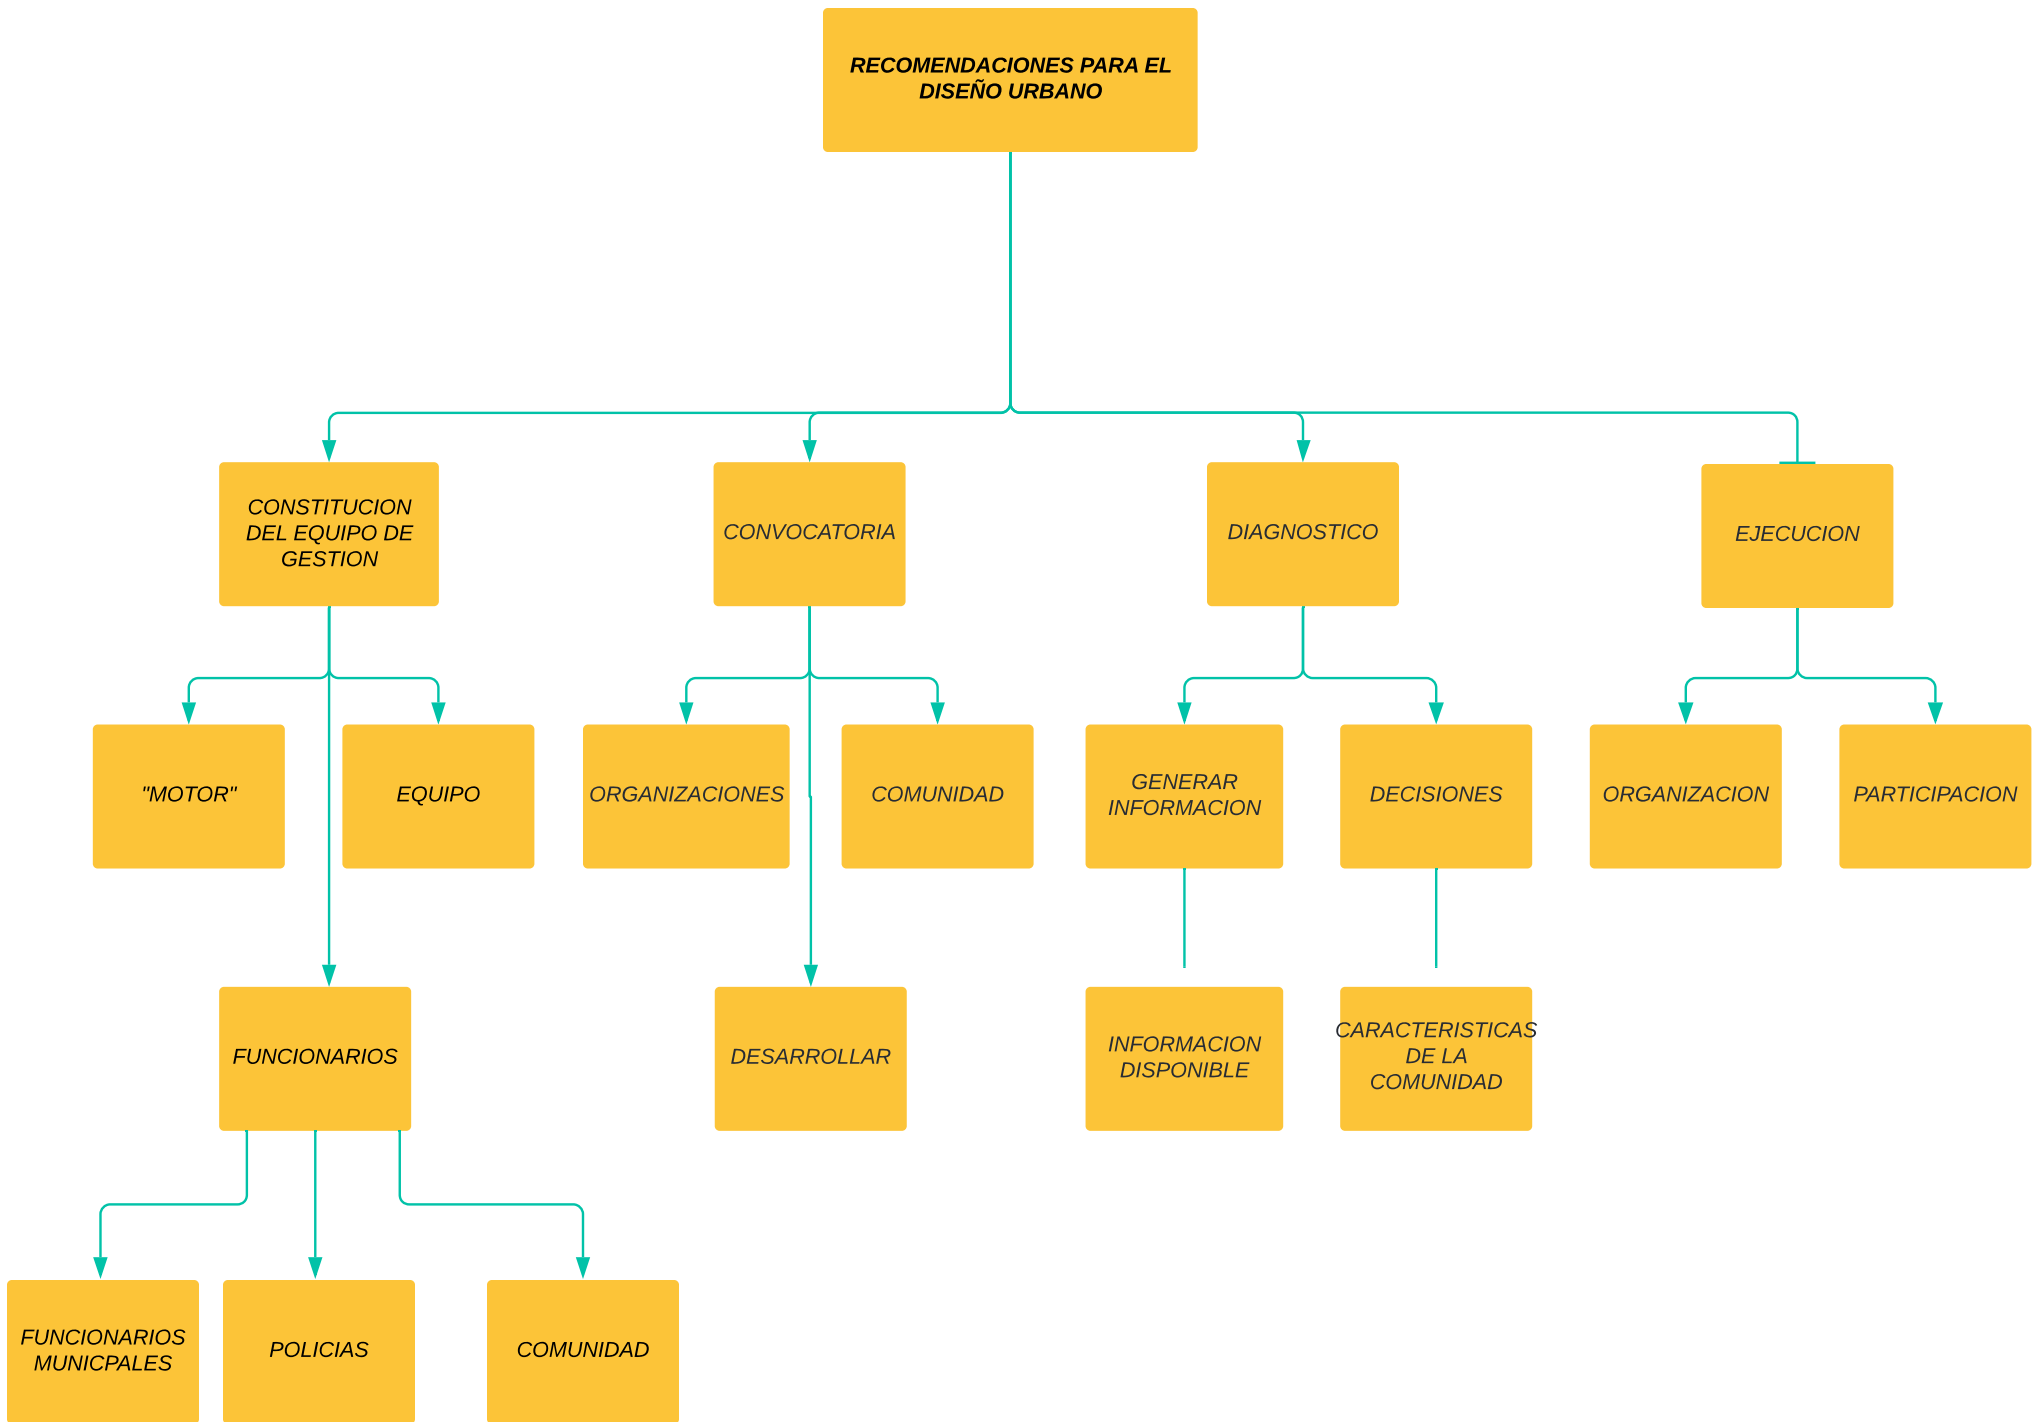 RECOMENDACIONES PARA EL
DISEÑO URBANO
CONSTITUCION
DEL EQUIPO DE
GESTION
CONVOCATORIA
DIAGNOSTICO
EJECUCION
"MOTOR"
EQUIPO
ORGANIZACIONES
COMUNIDAD
GENERAR
INFORMACION
DECISIONES
ORGANIZACION
PARTICIPACION
FUNCIONARIOS
DESARROLLAR
INFORMACION
DISPONIBLE
CARACTERISTICAS
DE LA
COMUNIDAD
FUNCIONARIOS
MUNICPALES
POLICIAS
COMUNIDAD